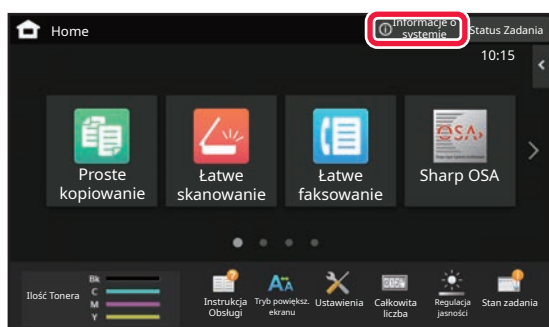 Home
Informacje o
systemie
Status Zadania
10:15
Proste
kopiowanie
Łatwe
skanowanie
Łatwe
faksowanie
OSA
Sharp OSA
Ilość Tonera
Bk
C
M
Y
Instrukcja
Obsługi
Tryb powiększ.
ekranu
Ustawienia
Całkowita
liczba
Regulacja
jasności
Stan zadania